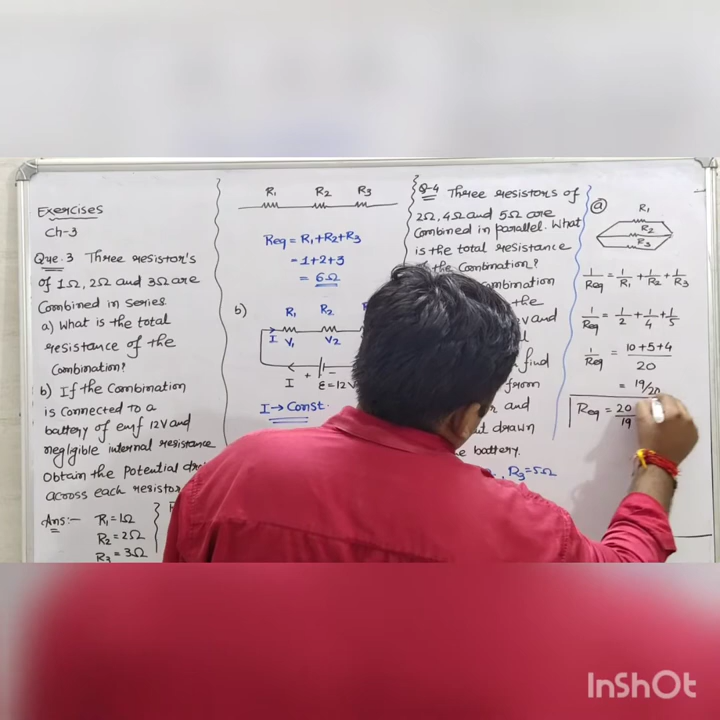 Exercises
Ch-3
Que.3 Three resistor's
of 1Ω, 2Ω and 3Ω are
Combined in Series
a) What is the total
resistance of the
Combination?
b) If the Combination
is connected to a
battery of emf 12V and
negligible internal resistance
Obtain the Potential
across each resistor
Ans:- R1=1Ω
R2=2Ω
R3=3Ω
R1 R2 R3
Req = R1+R2+R3
= 1+2+3
= 6Ω
b)
R1 R2
I V1 V2
+ -
I ε=12V
I→Const.
Q-4 Three resistors of
2Ω, 4Ω and 5Ω are
Combined in parallel. What
is the total resistance
the Combination?
the
and
find
from
and
drawn
battery.
R3=5Ω
a
R1
R2
R3
1/Req = 1/R1 + 1/R2 + 1/R3
1/Req = 1/2 + 1/4 + 1/5
1/Req = 10+5+4/20
= 19/20
Req = 20/19
InShOt